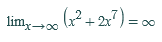 lim_{x→∞} (x^2 + 2x^7) = ∞